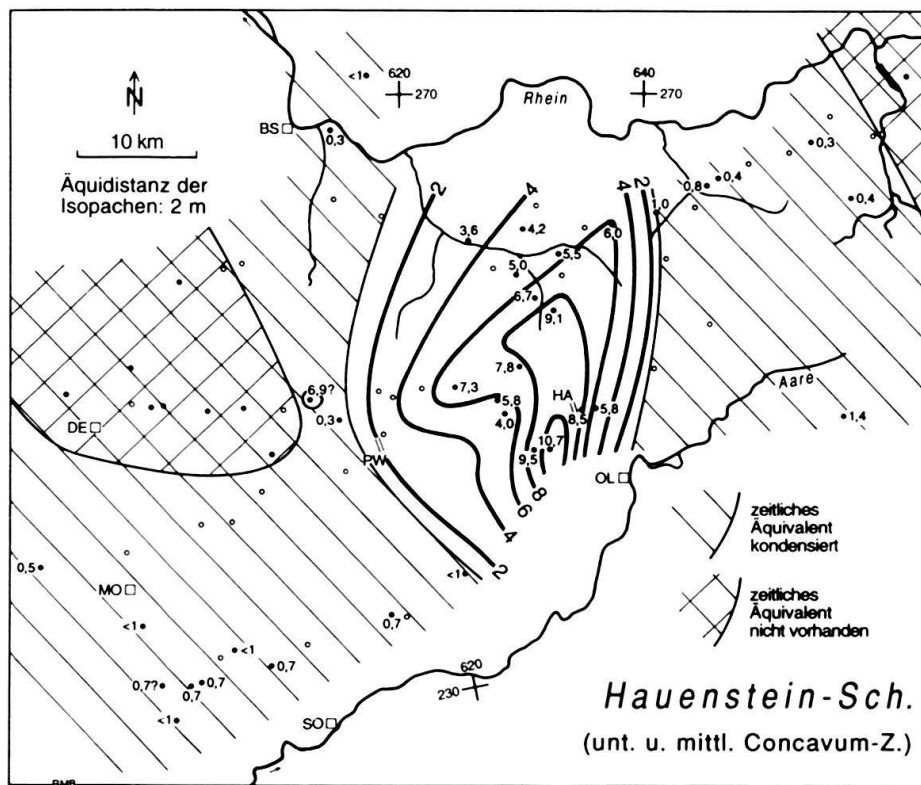 <1
620
270
640
270
Rhein
N
BS
0,3
10 km
Äquidistanz der
Isopachen: 2 m
0,3
0,4
0,8
0,4
2
4
4
2
1,0
3,6
4,2
6,0
5,0
5,5
6,7
9,1
7,8
Aare
6,9?
7,3
5,8
HA
5,8
0,3
4,0
8,5
1,4
DE
10,7
PW
9,5
OL
8
6
4
2
zeitliches
Äquivalent
kondensiert
0,5
<1
MO
zeitliches
Äquivalent
nicht vorhanden
<1
0,7
<1
0,7
0,7?
0,7
0,7
620
230
<1
SO
Hauenstein-Sch.
(unt. u. mittl. Concavum-Z.)
RMB